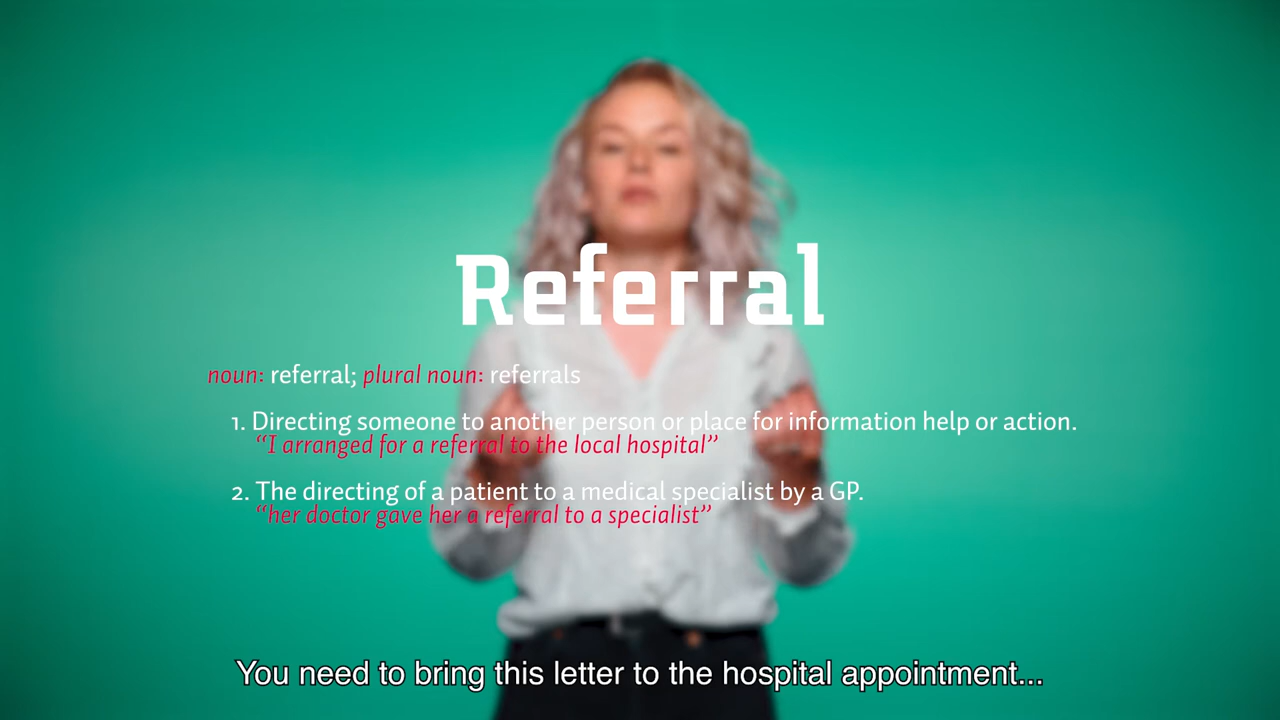 Referral
noun: referral; plural noun: referrals
1. Directing someone to another person or place for information help or action.
“I arranged for a referral to the local hospital”
2. The directing of a patient to a medical specialist by a GP.
“her doctor gave her a referral to a specialist”
You need to bring this letter to the hospital appointment...